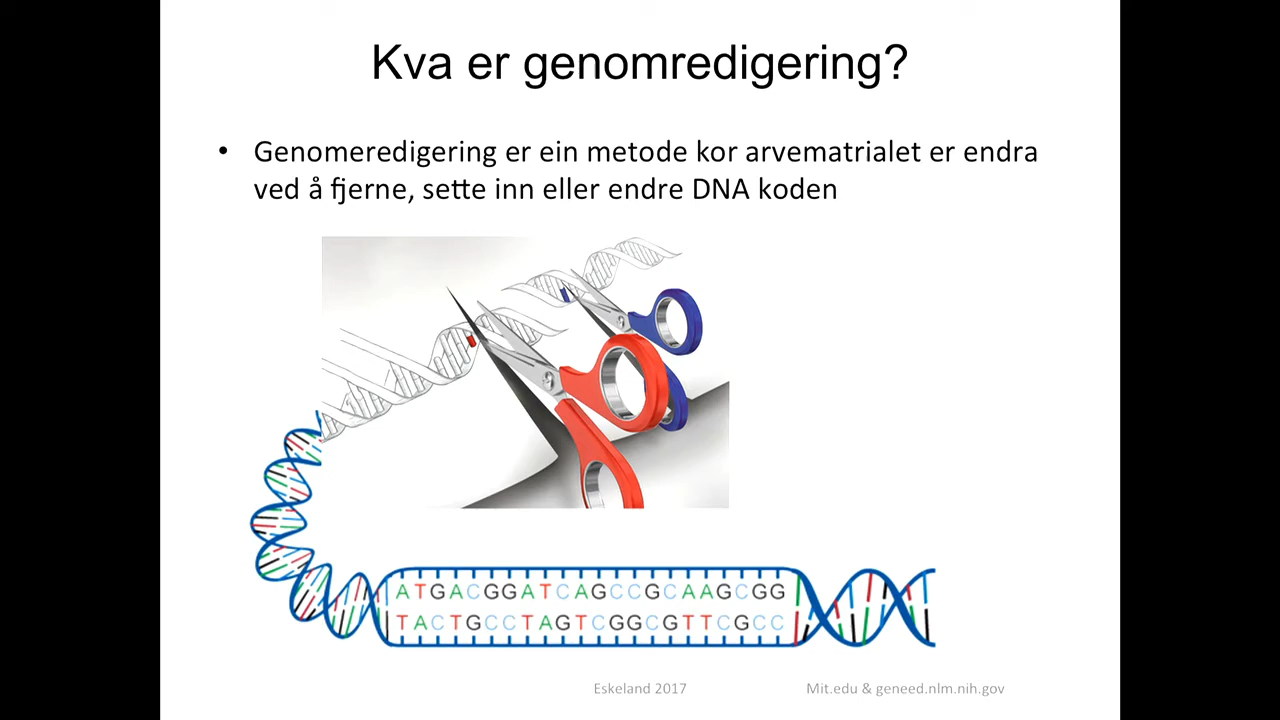 Kva er genomredigering?
• Genomeredigering er ein metode kor arvematrialet er endra
ved å fjerne, sette inn eller endre DNA koden
ATGACGGATCAGCCGCAAGCGG
TACTGCCTAGTCGGCGTTCGCC
Eskeland 2017
Mit.edu & geneed.nlm.nih.gov